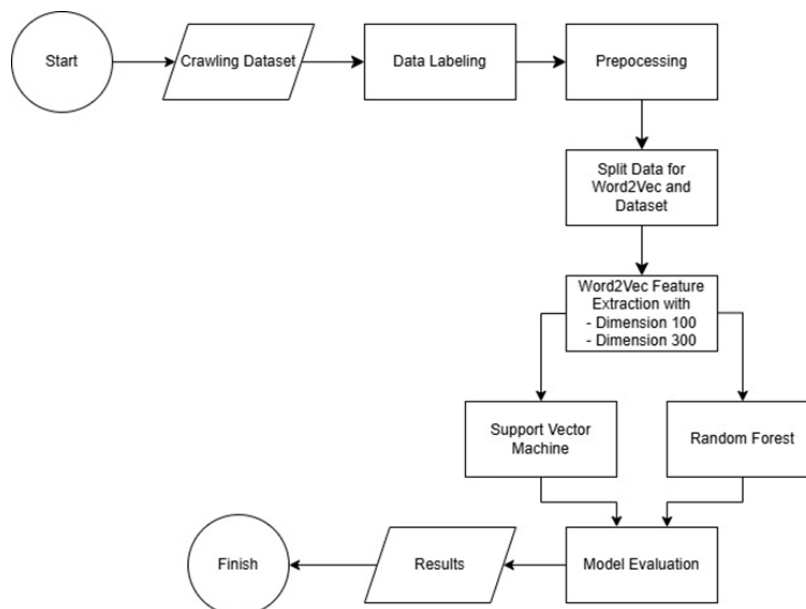 Start
Crawling Dataset
Data Labeling
Prepocessing
Split Data for
Word2Vec and
Dataset
Word2Vec Feature
Extraction with
- Dimension 100
- Dimension 300
Support Vector
Machine
Random Forest
Model Evaluation
Results
Finish